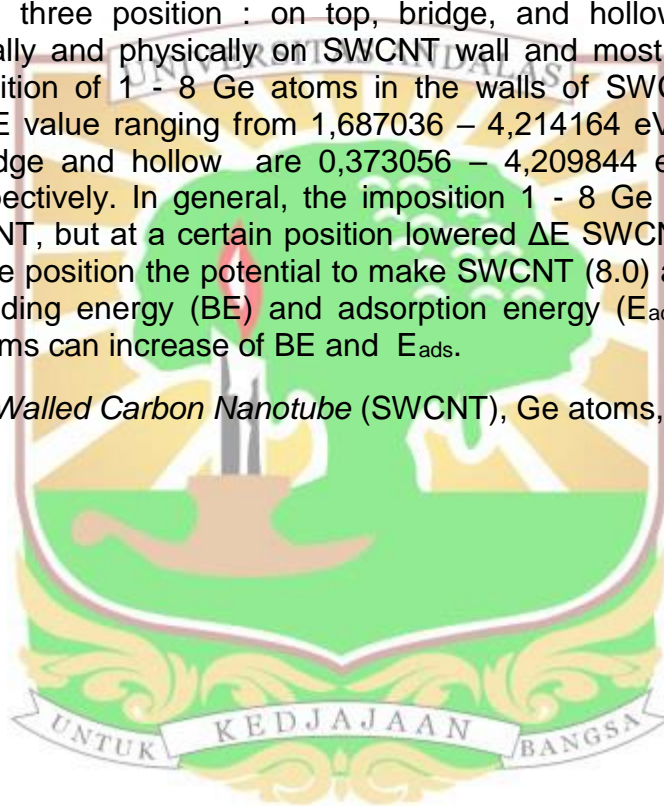 three position : on top, bridge, and hollow
ally and physically on SWCNT wall and most
ition of 1 - 8 Ge atoms in the walls of SWC
E value ranging from 1,687036 – 4,214164 eV
dge and hollow are 0,373056 – 4,209844 e
pectively. In general, the imposition 1 - 8 Ge
NT, but at a certain position lowered ΔE SWCN
e position the potential to make SWCNT (8.0) a
ding energy (BE) and adsorption energy (Ead
ms can increase of BE and Eads.
Walled Carbon Nanotube (SWCNT), Ge atoms,
UNIVERSITAS ANDALAS
UNTUK KEDJAJAAN BANGSA